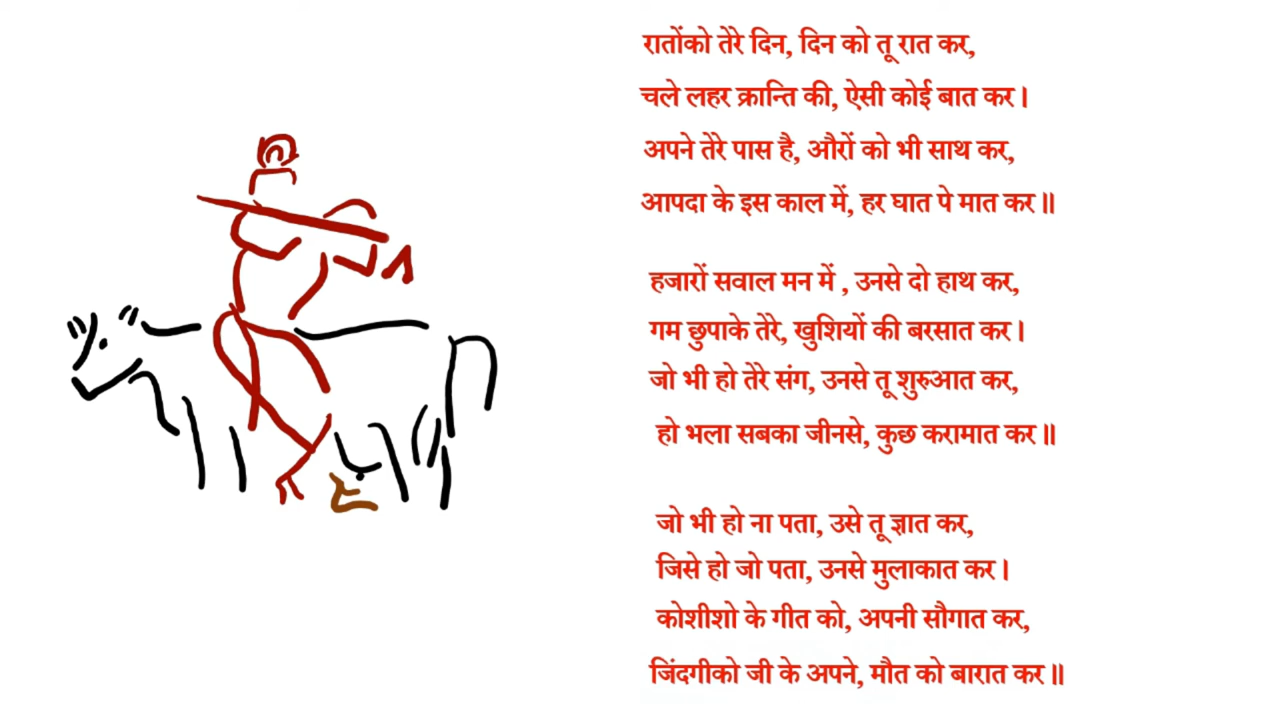 रातोंको तेरे दिन, दिन को तू रात कर,
चले लहर क्रान्ति की, ऐसी कोई बात कर।
अपने तेरे पास है, औरों को भी साथ कर,
आपदा के इस काल में, हर घात पे मात कर॥
हजारों सवाल मन में , उनसे दो हाथ कर,
गम छुपाके तेरे, खुशियों की बरसात कर।
जो भी हो तेरे संग, उनसे तू शुरुआत कर,
हो भला सबका जीनसे, कुछ करामात कर॥
जो भी हो ना पता, उसे तू ज्ञात कर,
जिसे हो जो पता, उनसे मुलाकात कर।
कोशीशो के गीत को, अपनी सौगात कर,
जिंदगीको जी के अपने, मौत को बारात कर॥